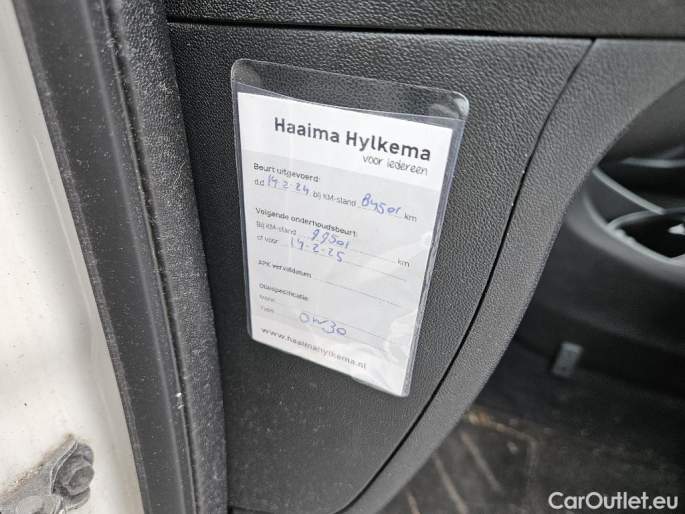 Haaima Hylkema
voor iedereen
Beurt uitgevoerd:
d.d 14-2-24 bij KM-stand 84501 km
Volgende onderhoudsbeurt:
Bij KM-stand 99501 km
of voor 14-2-25
APK vervaldatum
Oliespecificatie:
Merk
Type 0w30
www.haaimahylkema.nl
CarOutlet.eu